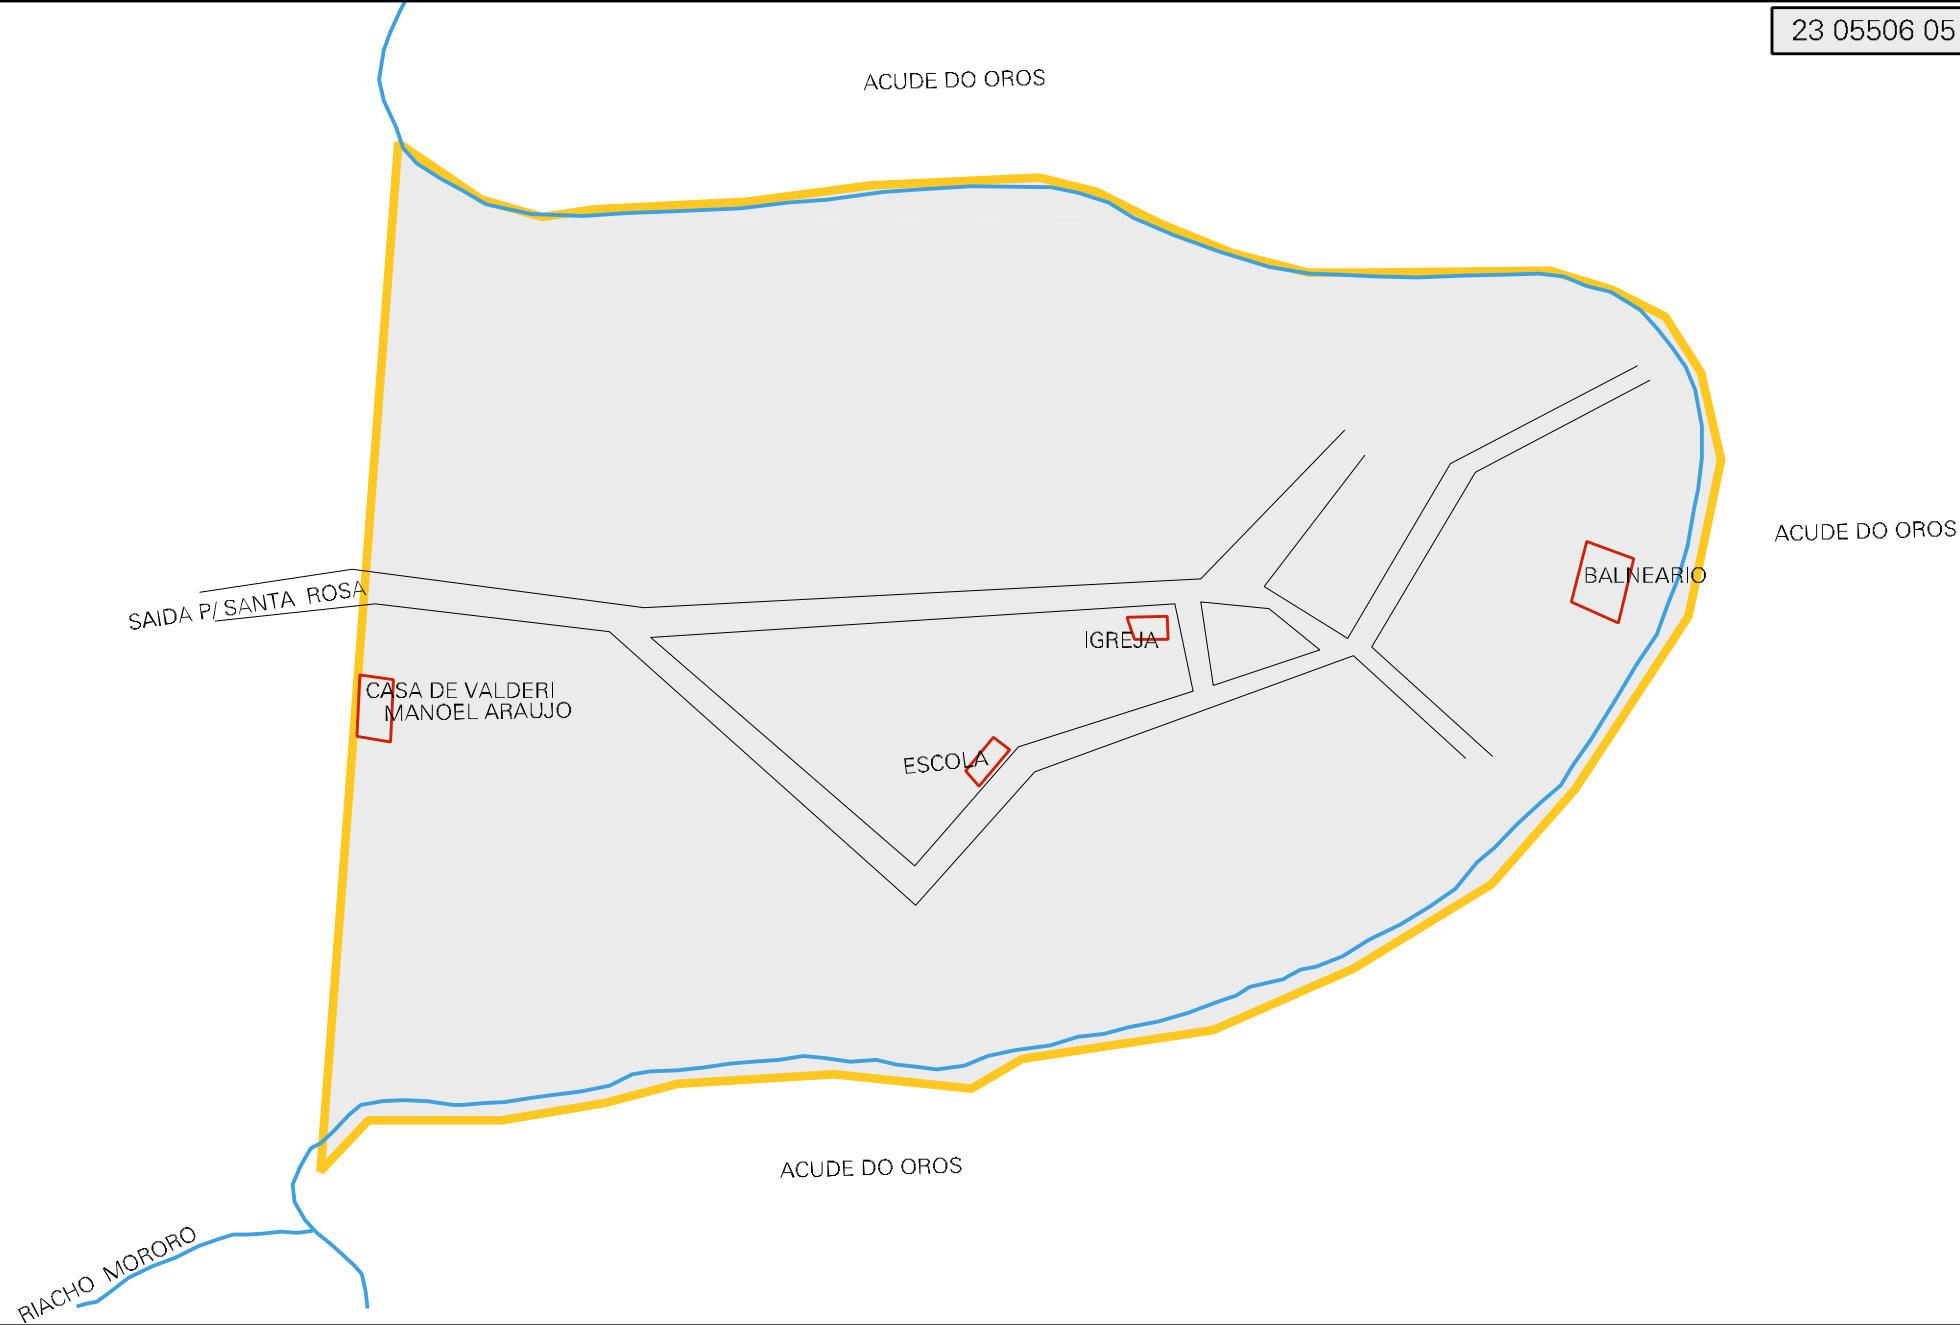 23 05506 05
ACUDE DO OROS
ACUDE DO OROS
SAIDA P/ SANTA ROSA
BALNEARIO
IGREJA
CASA DE VALDERI
MANOEL ARAUJO
ESCOLA
ACUDE DO OROS
RIACHO MORORO